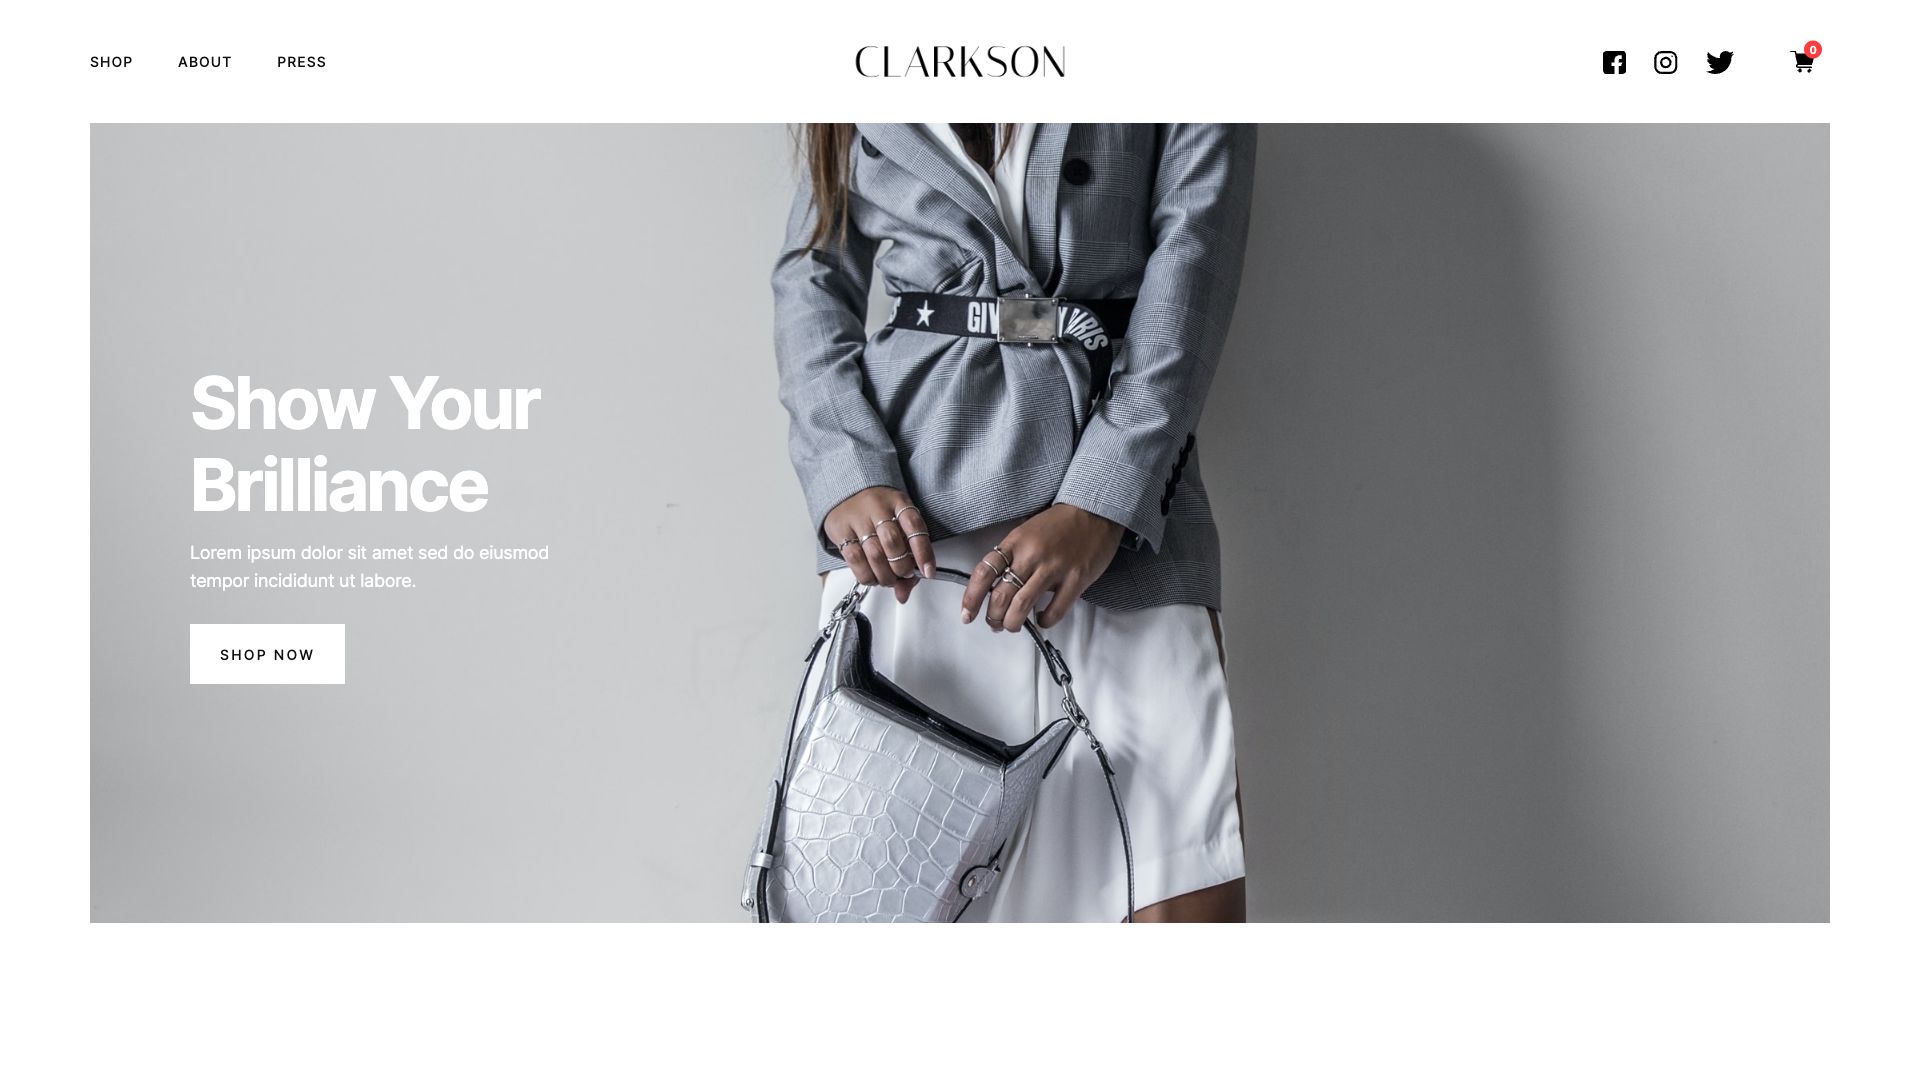 SHOP
ABOUT
PRESS
CLARKSON
0
Show Your
Brilliance
Lorem ipsum dolor sit amet sed do eiusmod
tempor incididunt ut labore.
SHOP NOW
GIV